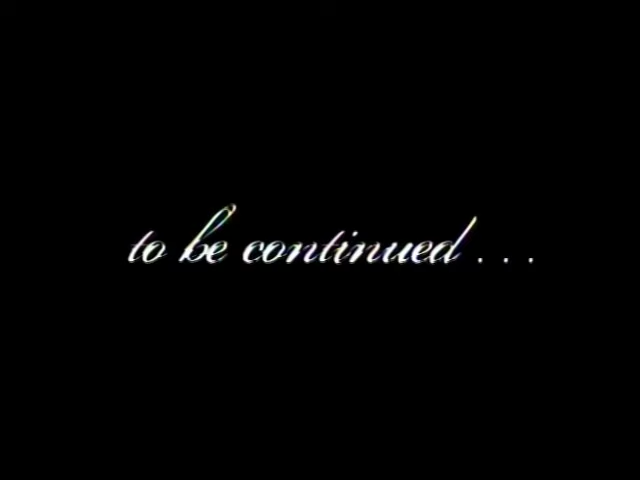 to be continued . . .